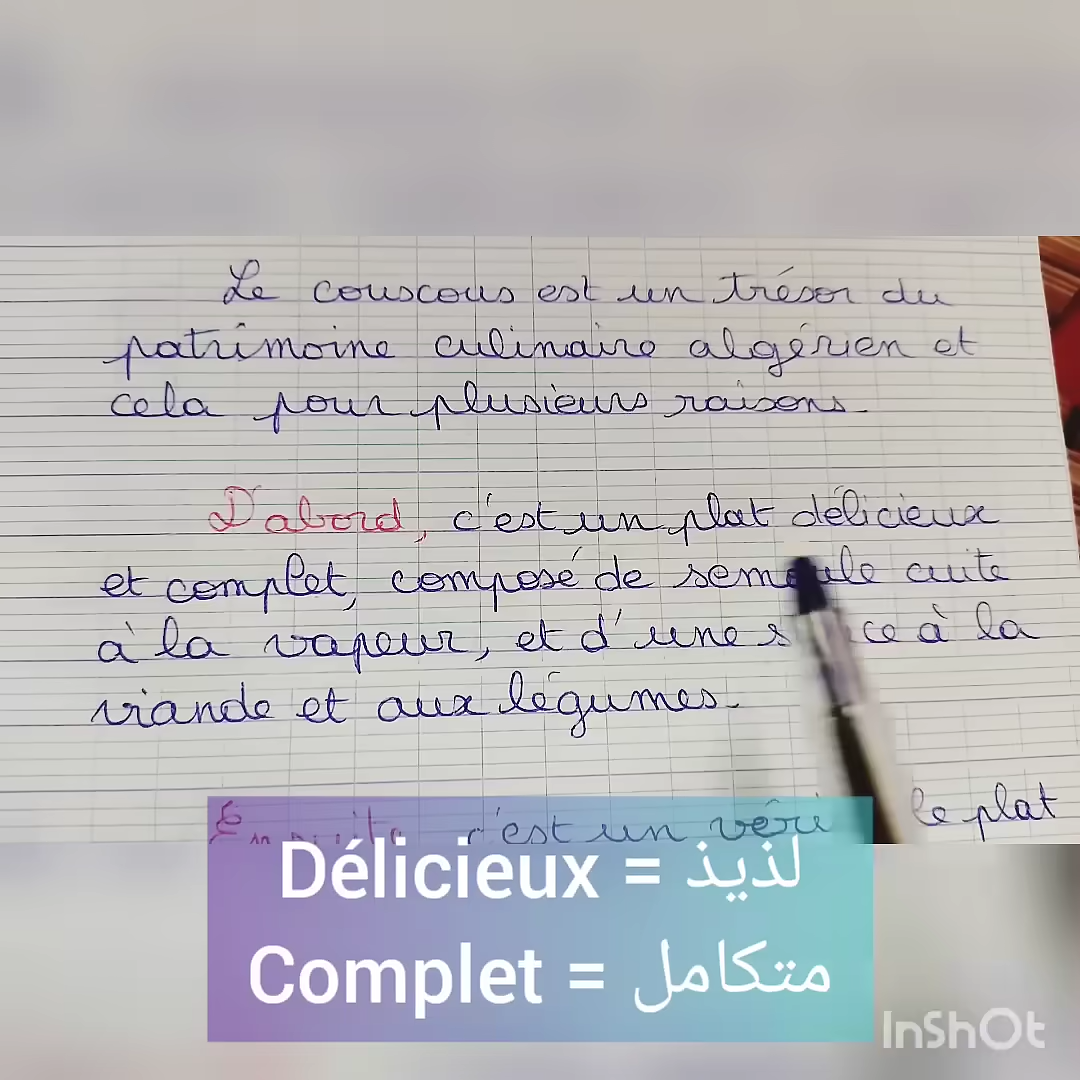 Le couscous est un trésor du
patrimoine culinaire algérien et
cela pour plusieurs raisons.
D'abord, c'est un plat délicieux
et complet, composé de semoule cuite
à la vapeur, et d'une à la
viande et aux légumes.
c'est un le plat
Délicieux = لذيذ
Complet = متكامل
InShOt